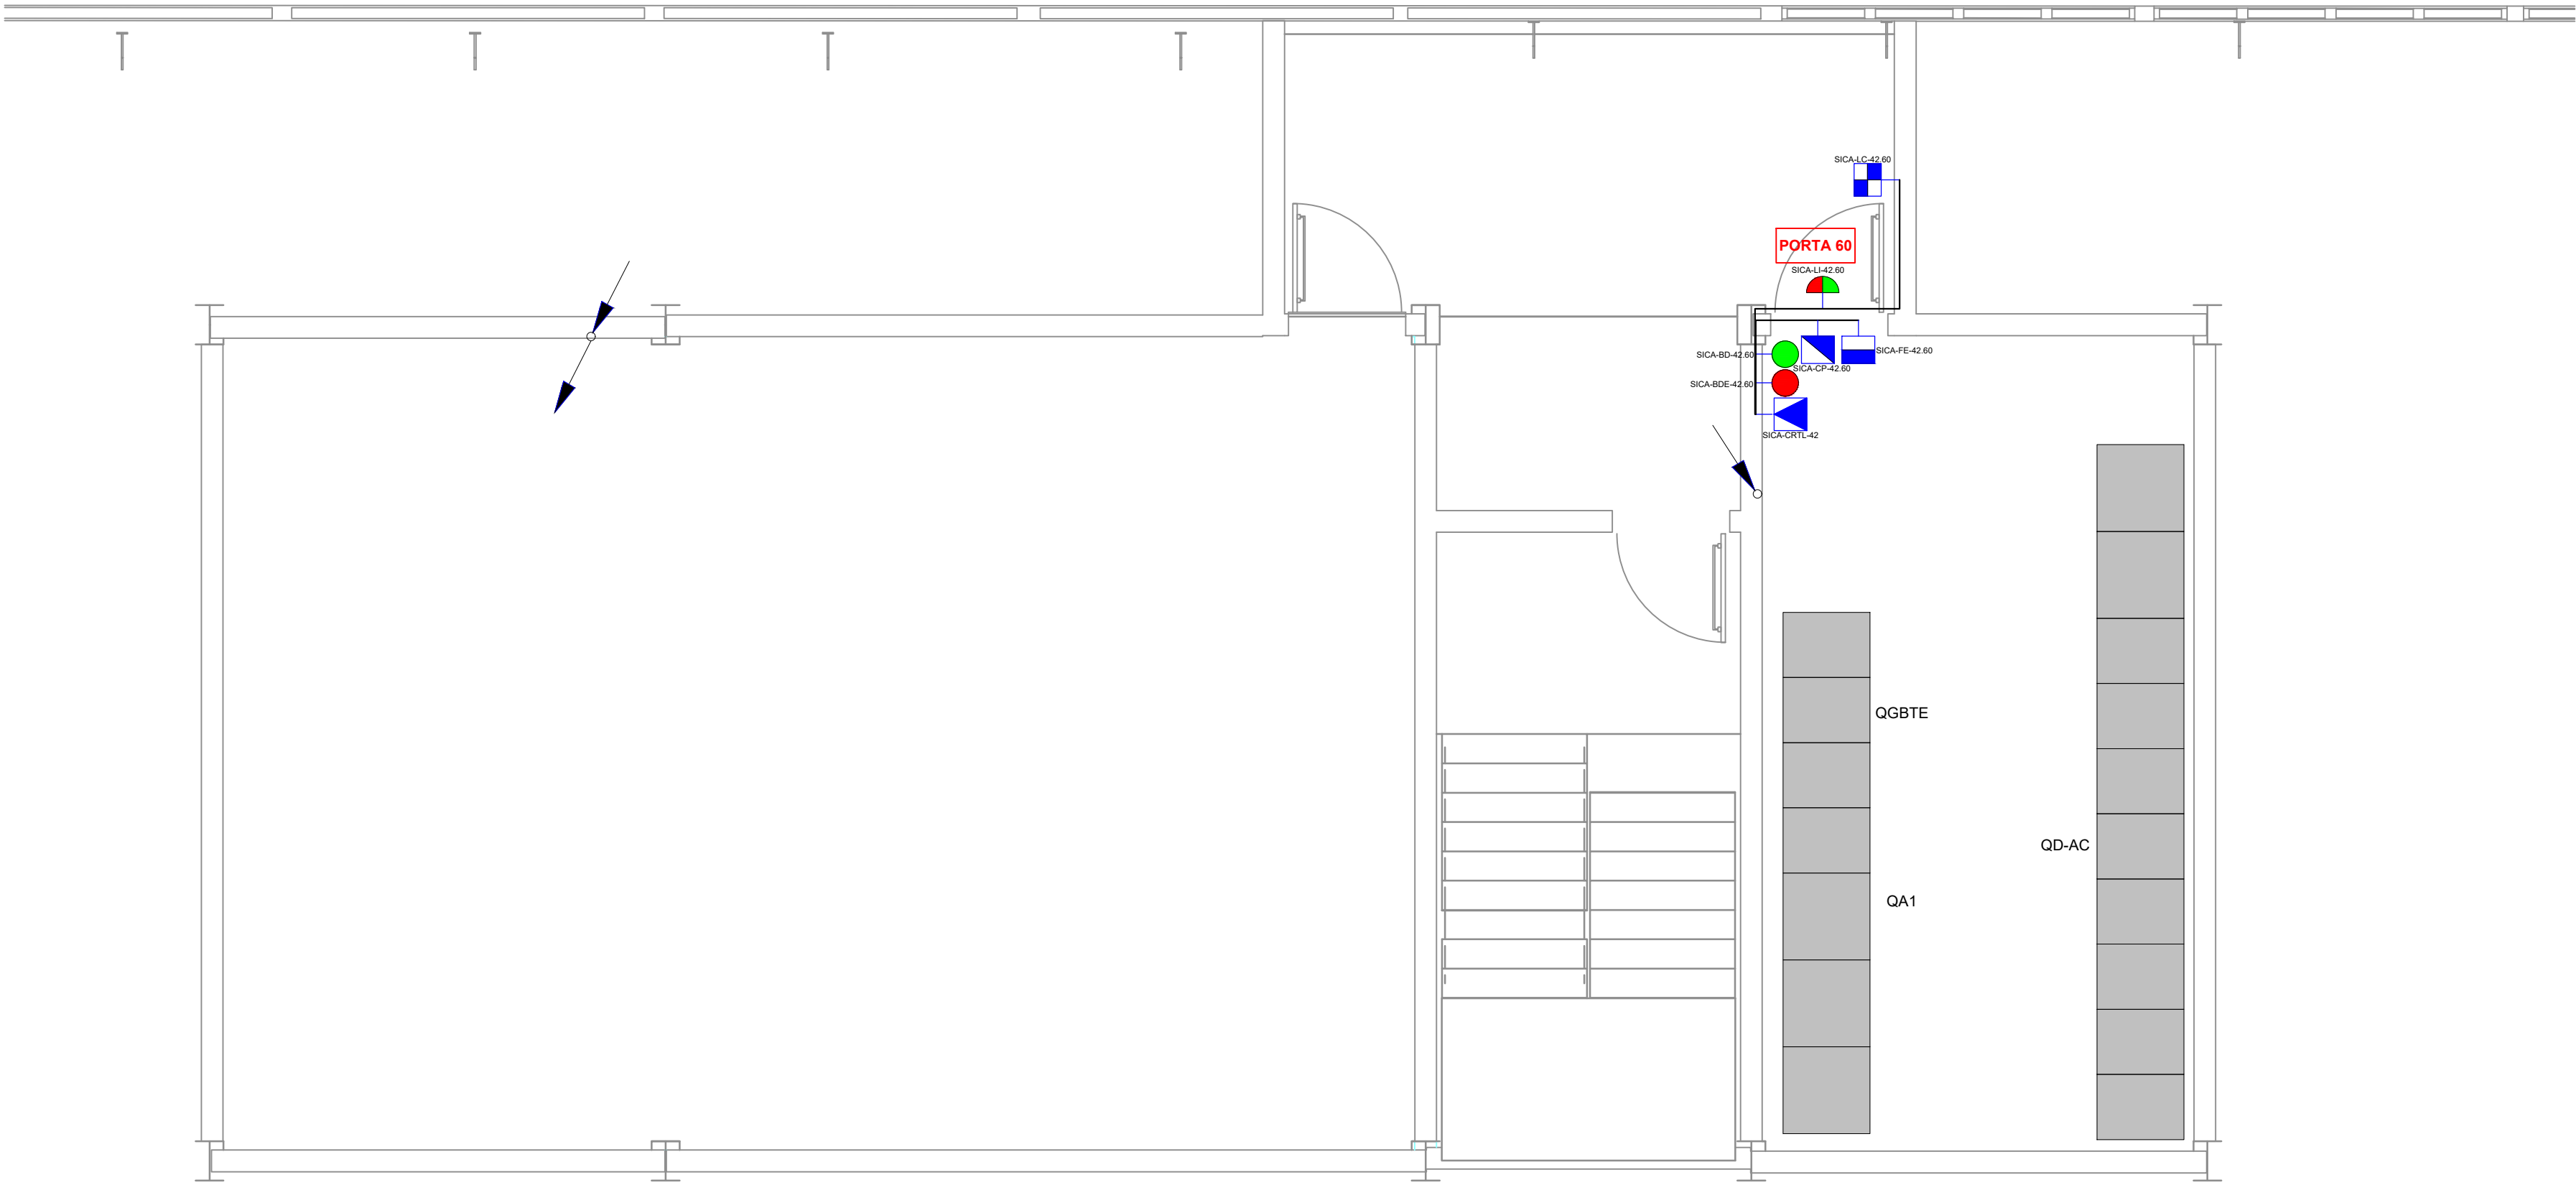 SICA-LC-42.60
PORTA 60
SICA-LI-42.60
SICA-BD-42.60
SICA-FE-42.60
SICA-CP-42.60
SICA-BDE-42.60
SICA-CRTL-42
QGBTE
QD-AC
QA1